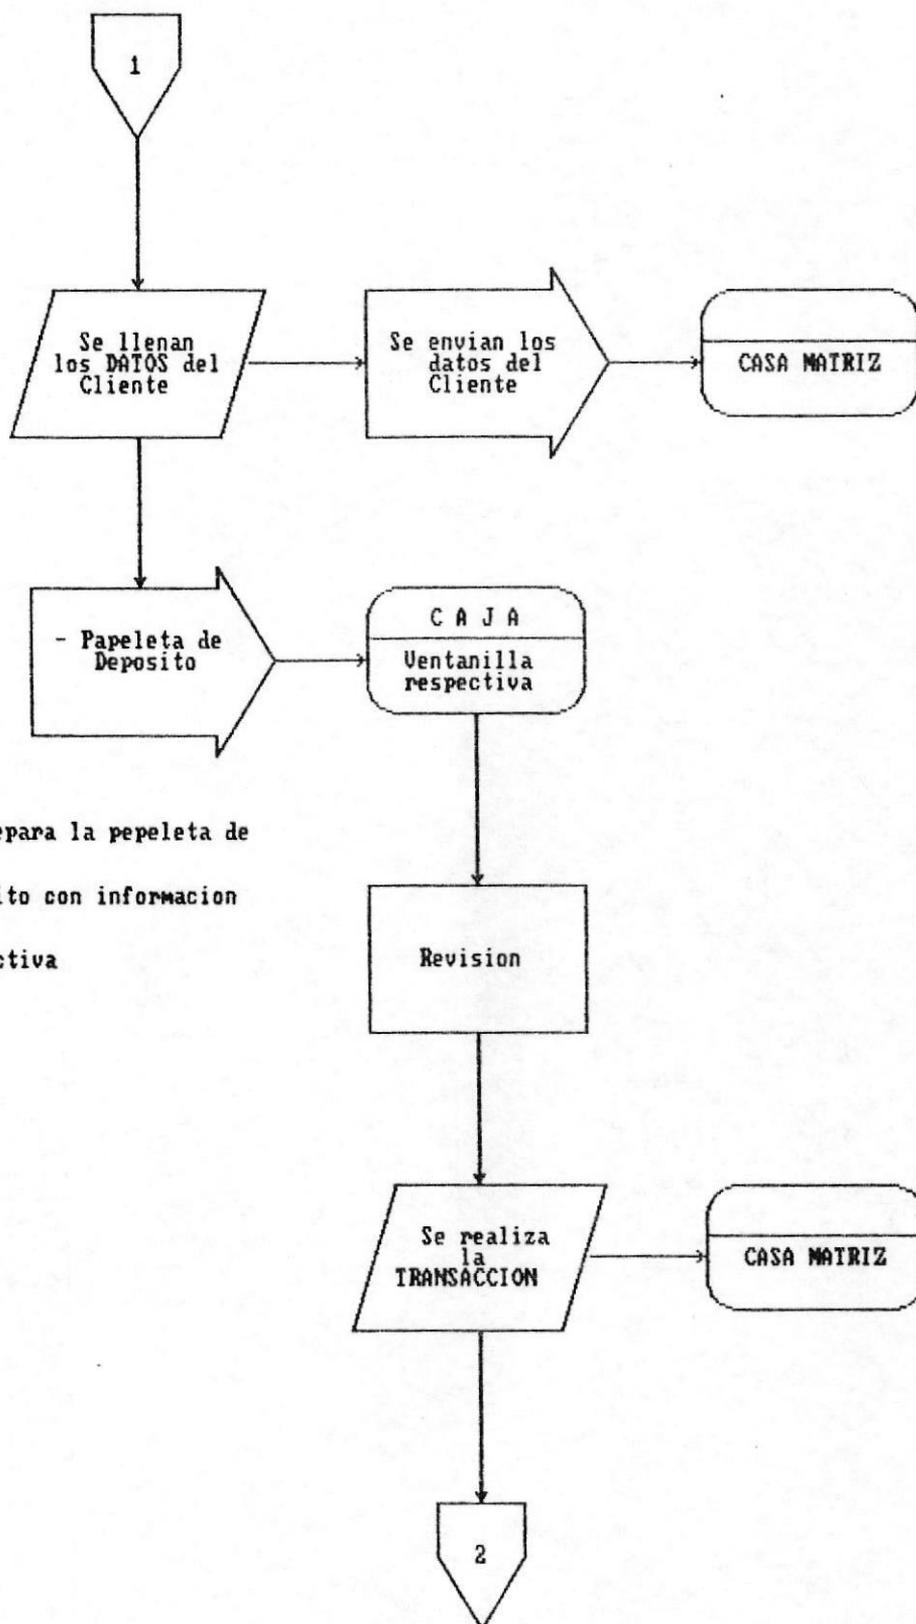 1
Se llenan
los DATOS del
Cliente
Se envian los
datos del
Cliente
CASA MATRIZ
- Papeleta de
Deposito
C A J A
Ventanilla
respectiva
epara la pepeleta de
ito con informacion
ctiva
Revision
Se realiza
la
TRANSACCION
CASA MATRIZ
2